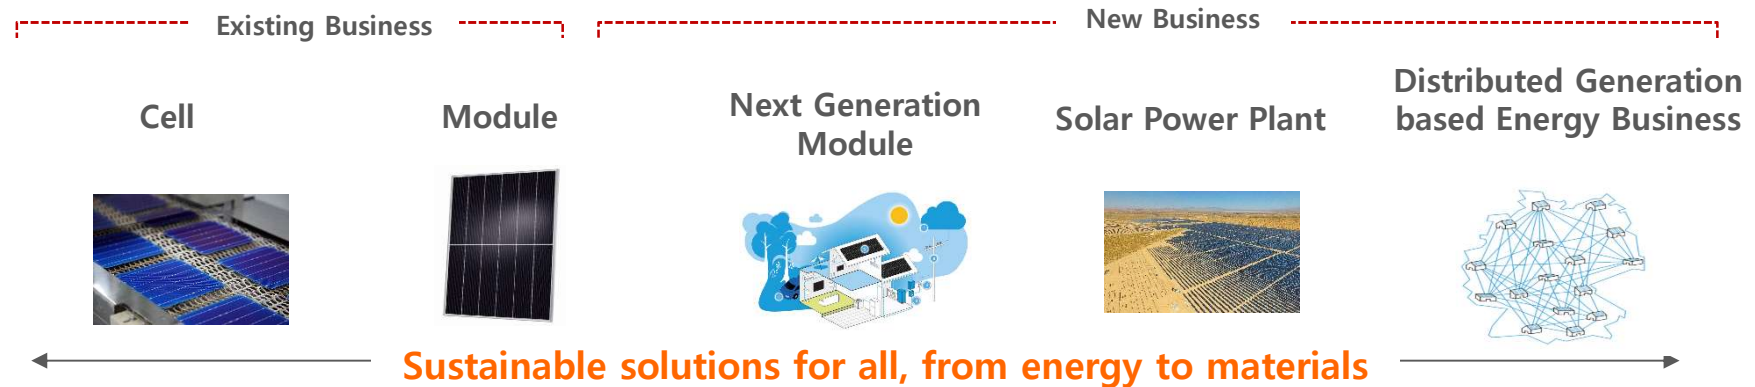 Existing Business
New Business
Cell
Module
Next Generation
Module
Solar Power Plant
Distributed Generation
based Energy Business
Sustainable solutions for all, from energy to materials